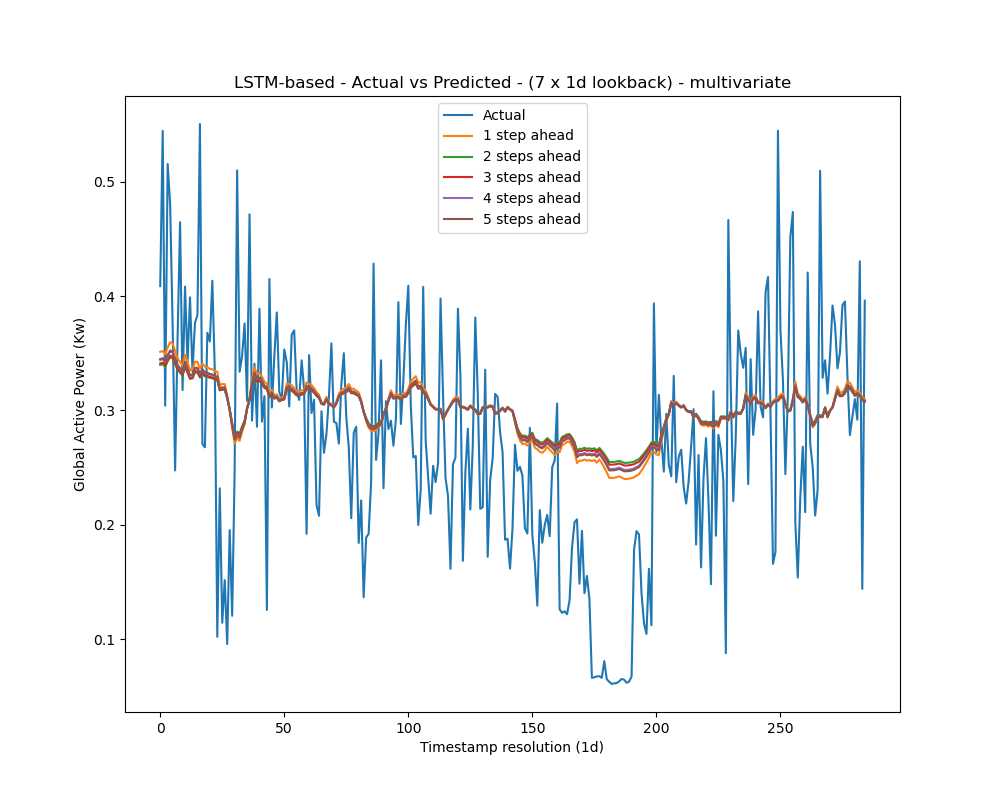 LSTM-based - Actual vs Predicted - (7 x 1d lookback) - multivariate
Actual
1 step ahead
2 steps ahead
3 steps ahead
4 steps ahead
5 steps ahead
Global Active Power (Kw)
0.5
0.4
0.3
0.2
0.1
0 50 100 150 200 250
Timestamp resolution (1d)